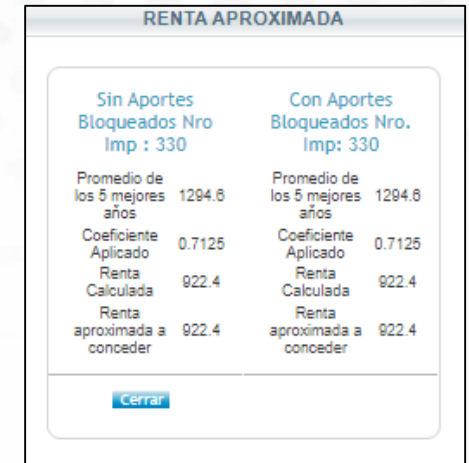 RENTA APROXIMADA
Sin Aportes
Bloqueados Nro
Imp : 330
Promedio de
los 5 mejores 1294.6
años
Coeficiente
Aplicado 0.7125
Renta
Calculada 922.4
Renta
aproximada a 922.4
conceder
Con Aportes
Bloqueados Nro.
Imp: 330
Promedio de
los 5 mejores 1294.6
años
Coeficiente
Aplicado 0.7125
Renta
Calculada 922.4
Renta
aproximada a 922.4
conceder
Cerrar